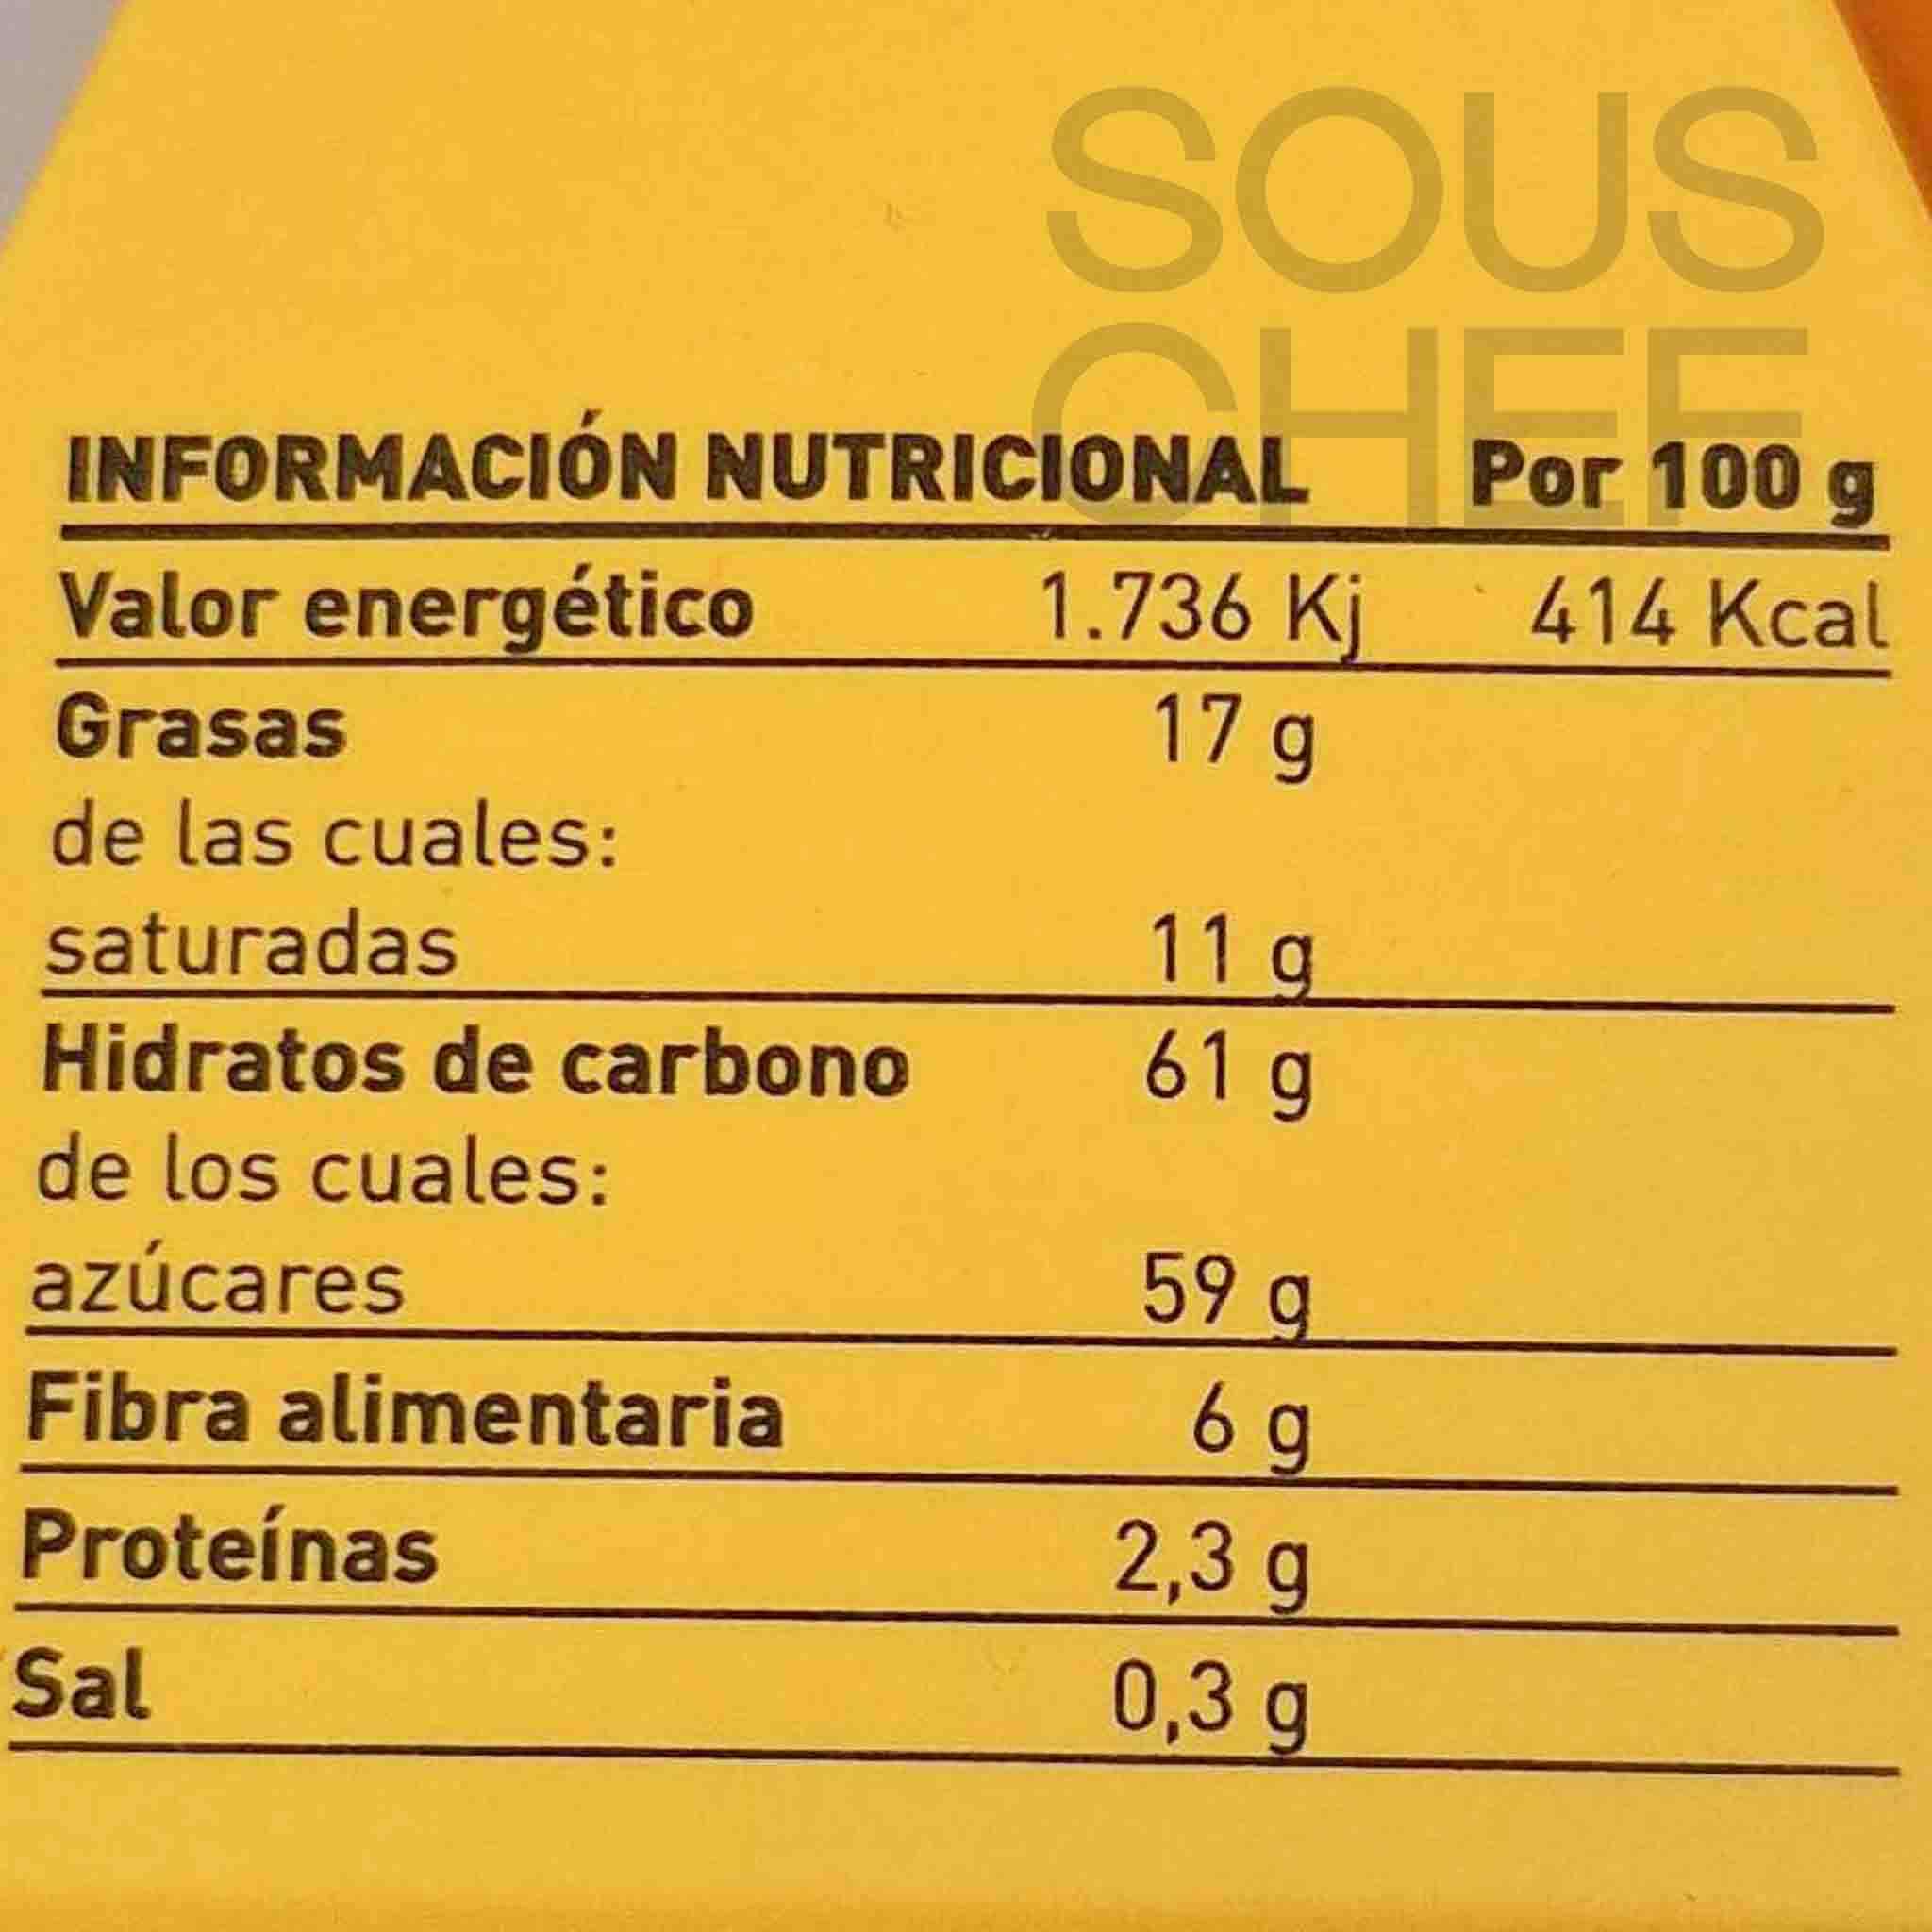 SOUS
CHEF
INFORMACIÓN NUTRICIONAL Por 100 g
Valor energético 1.736 Kj 414 Kcal
Grasas 17 g
de las cuales:
saturadas 11 g
Hidratos de carbono 61 g
de los cuales:
azúcares 59 g
Fibra alimentaria 6 g
Proteínas 2,3 g
Sal 0,3 g